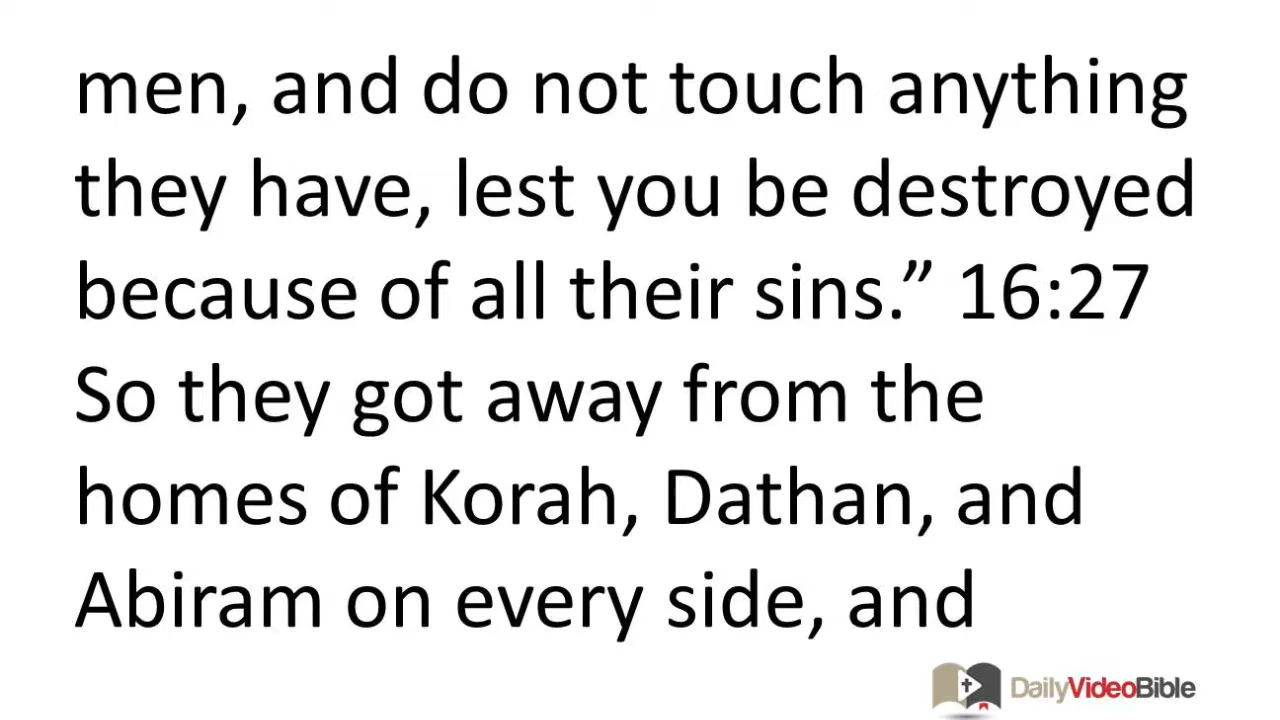 men, and do not touch anything
they have, lest you be destroyed
because of all their sins.” 16:27
So they got away from the
homes of Korah, Dathan, and
Abiram on every side, and
DailyVideoBible